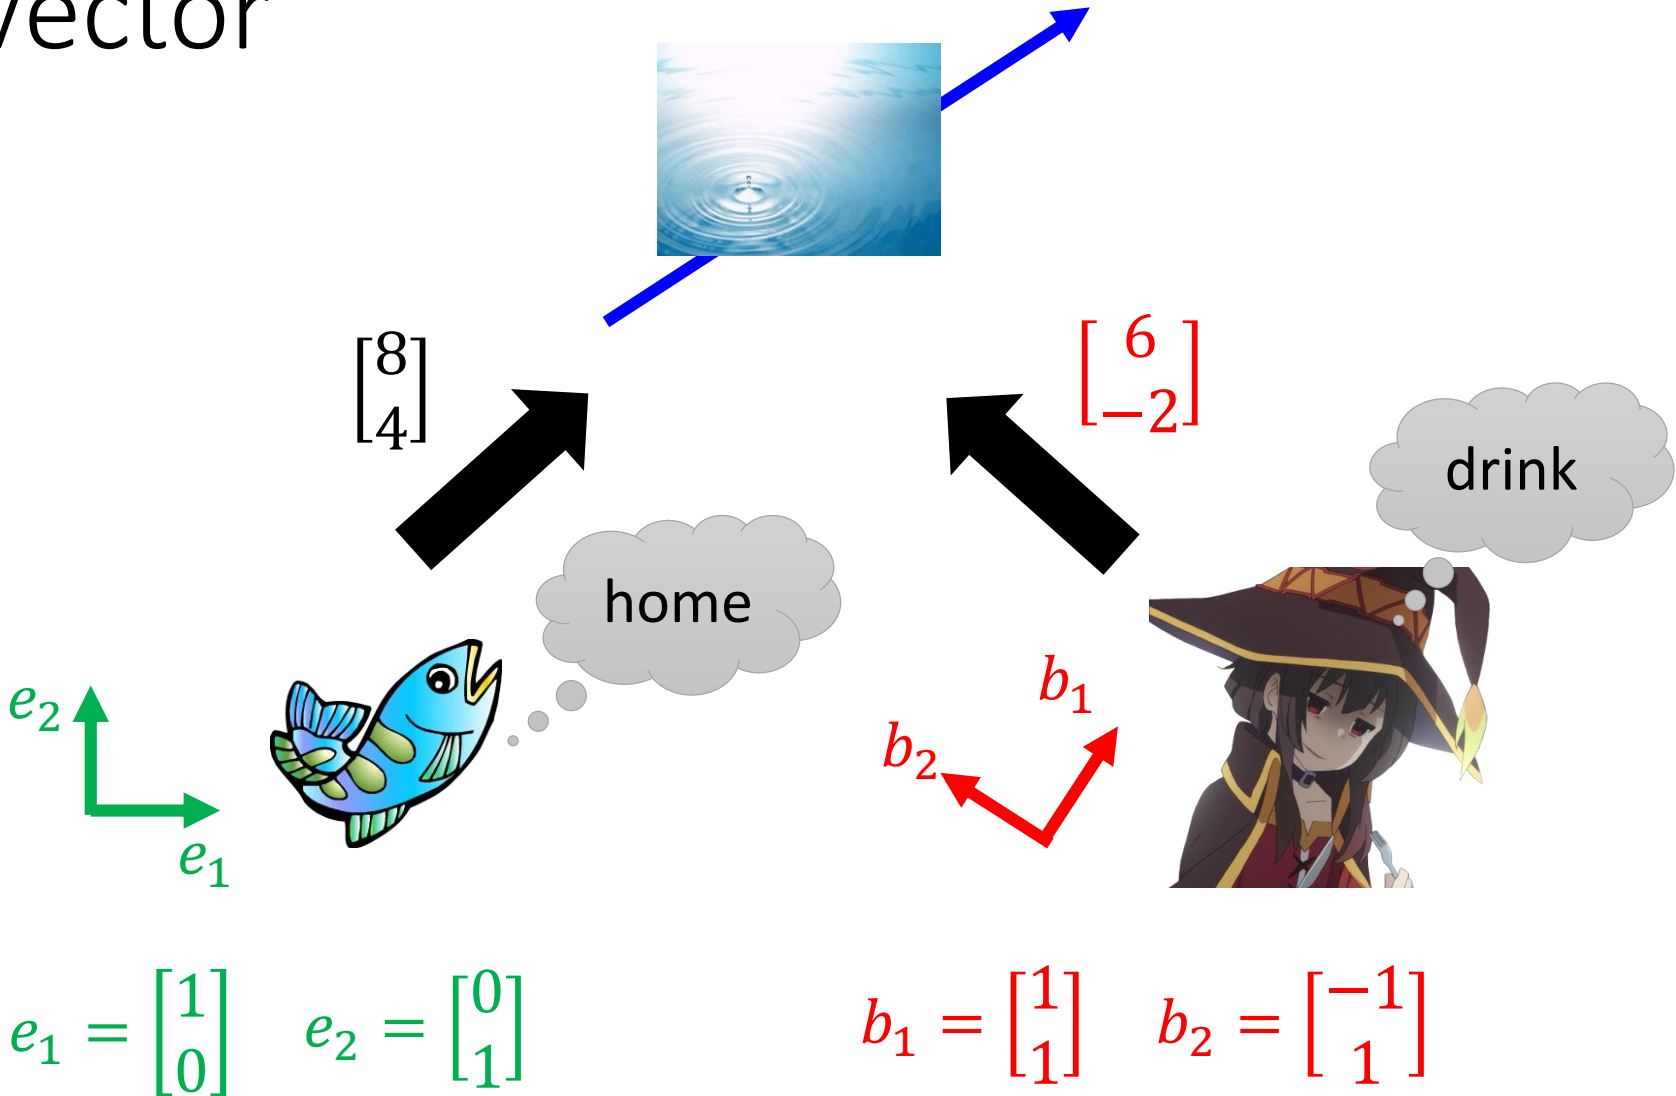 vector
[8
4]
[6
−2]
drink
home
e₂
e₁
b₁
b₂
e₁ = [1
0] e₂ = [0
1]
b₁ = [1
1] b₂ = [−1
1]